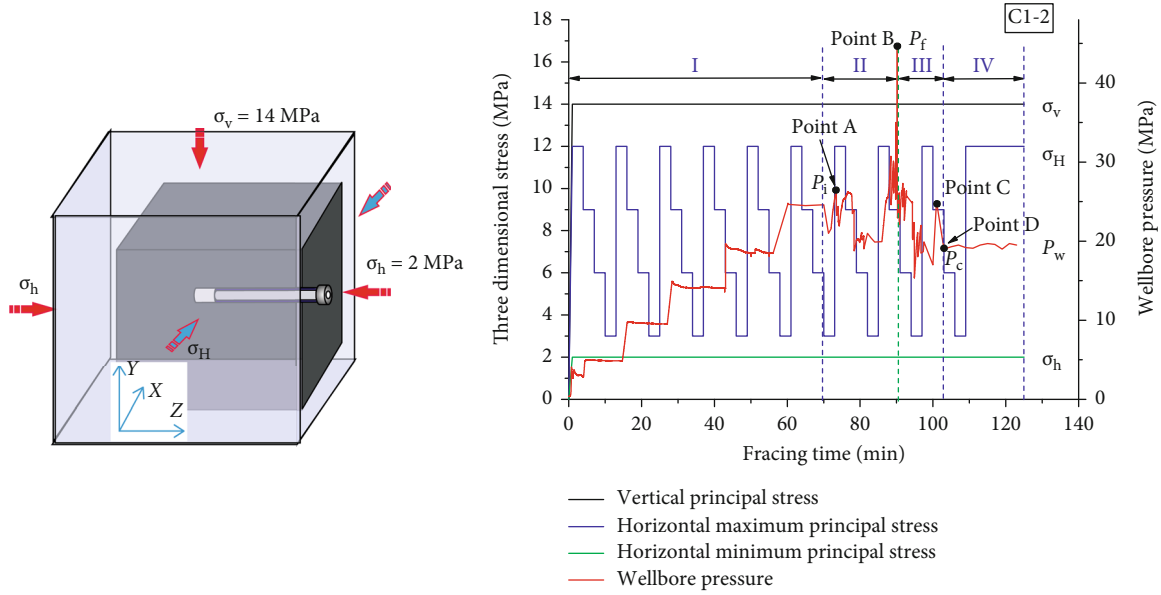 σv = 14 MPa
σh
σh = 2 MPa
σH
Y
X
Z
C1-2
Three dimensional stress (MPa)
18
16
14
12
10
8
6
4
2
0
Point B
Pf
I
II
III
IV
Point A
Pi
Point C
Point D
Pc
σv
σH
Pw
σh
40
30
20
10
0
Wellbore pressure (MPa)
0
20
40
60
80
100
120
140
Fracing time (min)
Vertical principal stress
Horizontal maximum principal stress
Horizontal minimum principal stress
Wellbore pressure